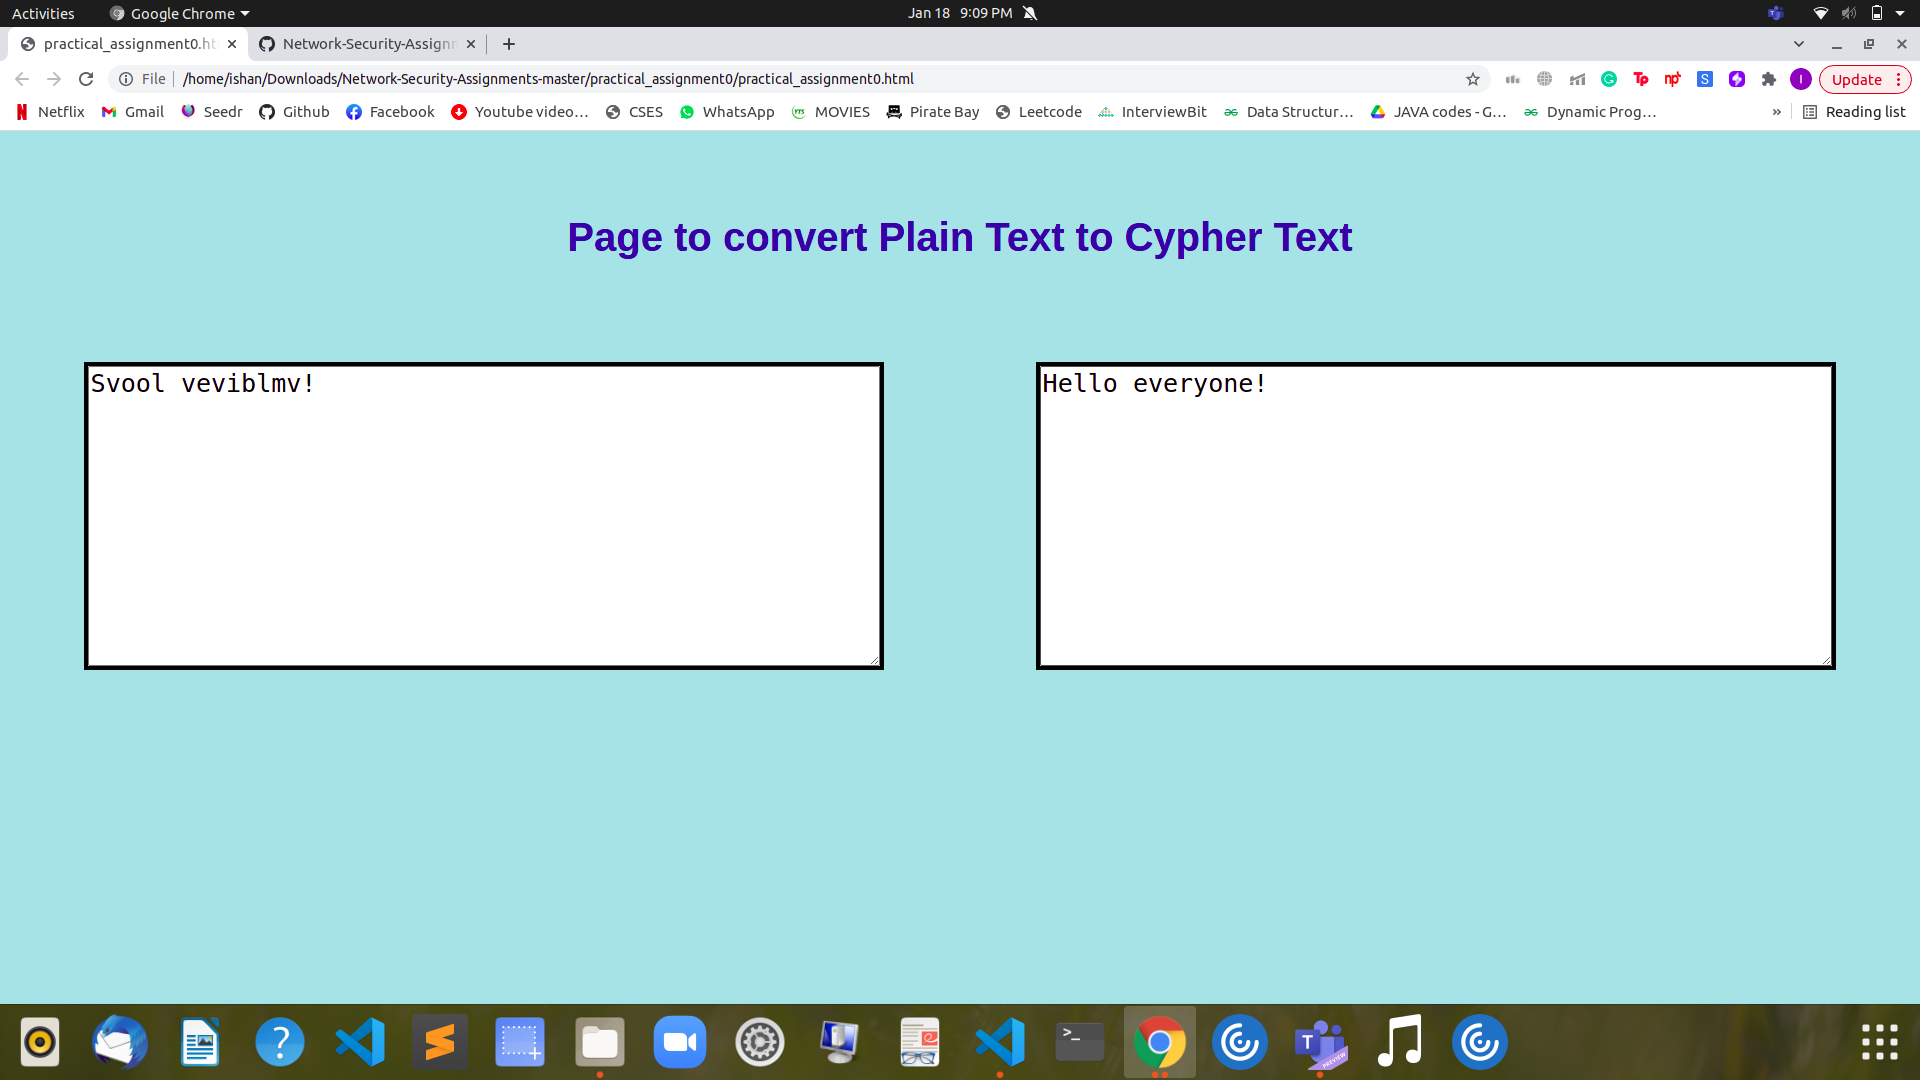 Activities Google Chrome Jan 18 9:09 PM
practical_assignment0.ht Network-Security-Assignm
File /home/ishan/Downloads/Network-Security-Assignments-master/practical_assignment0/practical_assignment0.html Tp np S I Update
Netflix Gmail Seedr Github Facebook Youtube video… CSES WhatsApp MOVIES Pirate Bay Leetcode InterviewBit Data Structur… JAVA codes - G… Dynamic Prog… » Reading list
Page to convert Plain Text to Cypher Text
Svool veviblmv!
Hello everyone!